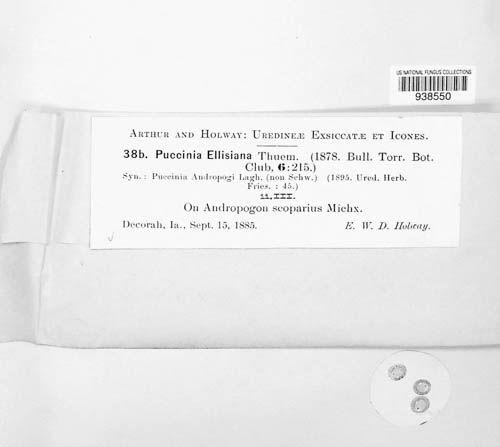 US NATIONAL FUNGUS COLLECTIONS
938550
ARTHUR AND HOLWAY: UREDINEÆ EXSICCATÆ ET ICONES.
38b. Puccinia Ellisiana Thuem. (1878. Bull. Torr. Bot.
Club, 6:215.)
Syn.: Puccinia Andropogi Lagh. (non Schw.) (1895. Ured. Herb.
Fries. : 45.)
II,III.
On Andropogon scoparius Michx.
Decorah, Ia., Sept. 15, 1885. E. W. D. Holway.